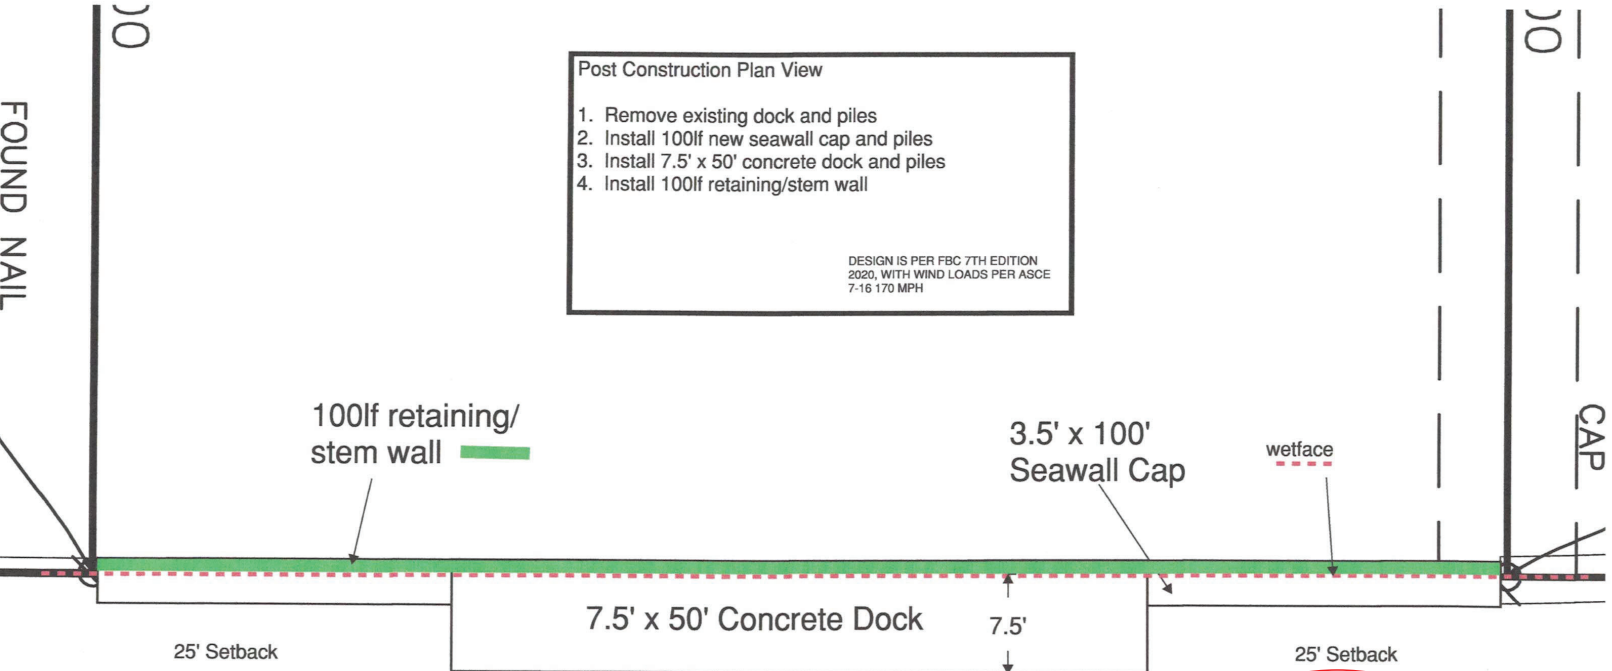 00
00
FOUND NAIL
Post Construction Plan View
1. Remove existing dock and piles
2. Install 100lf new seawall cap and piles
3. Install 7.5' x 50' concrete dock and piles
4. Install 100lf retaining/stem wall
DESIGN IS PER FBC 7TH EDITION
2020, WITH WIND LOADS PER ASCE
7-16 170 MPH
100lf retaining/
stem wall
3.5' x 100'
Seawall Cap
wetface
CAP
7.5' x 50' Concrete Dock
7.5'
25' Setback
25' Setback